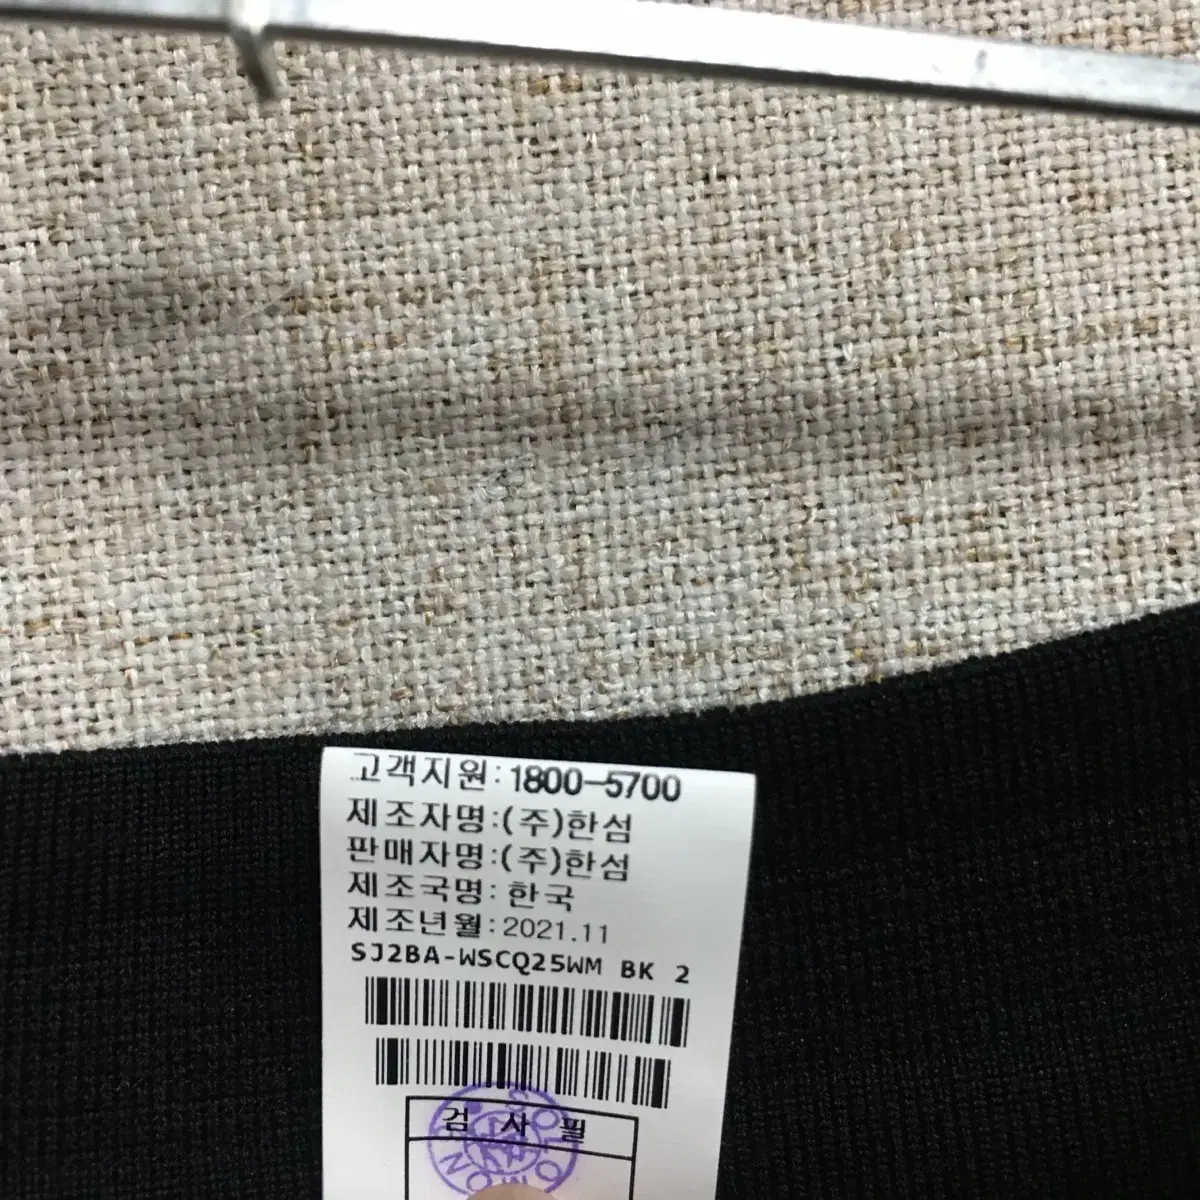 고객지원:1800-5700
제조자명:(주)한섬
판매자명:(주)한섬
제조국명:한국
제조년월:2021.11
SJ2BA-WSCQ25WM BK 2
검 사 필